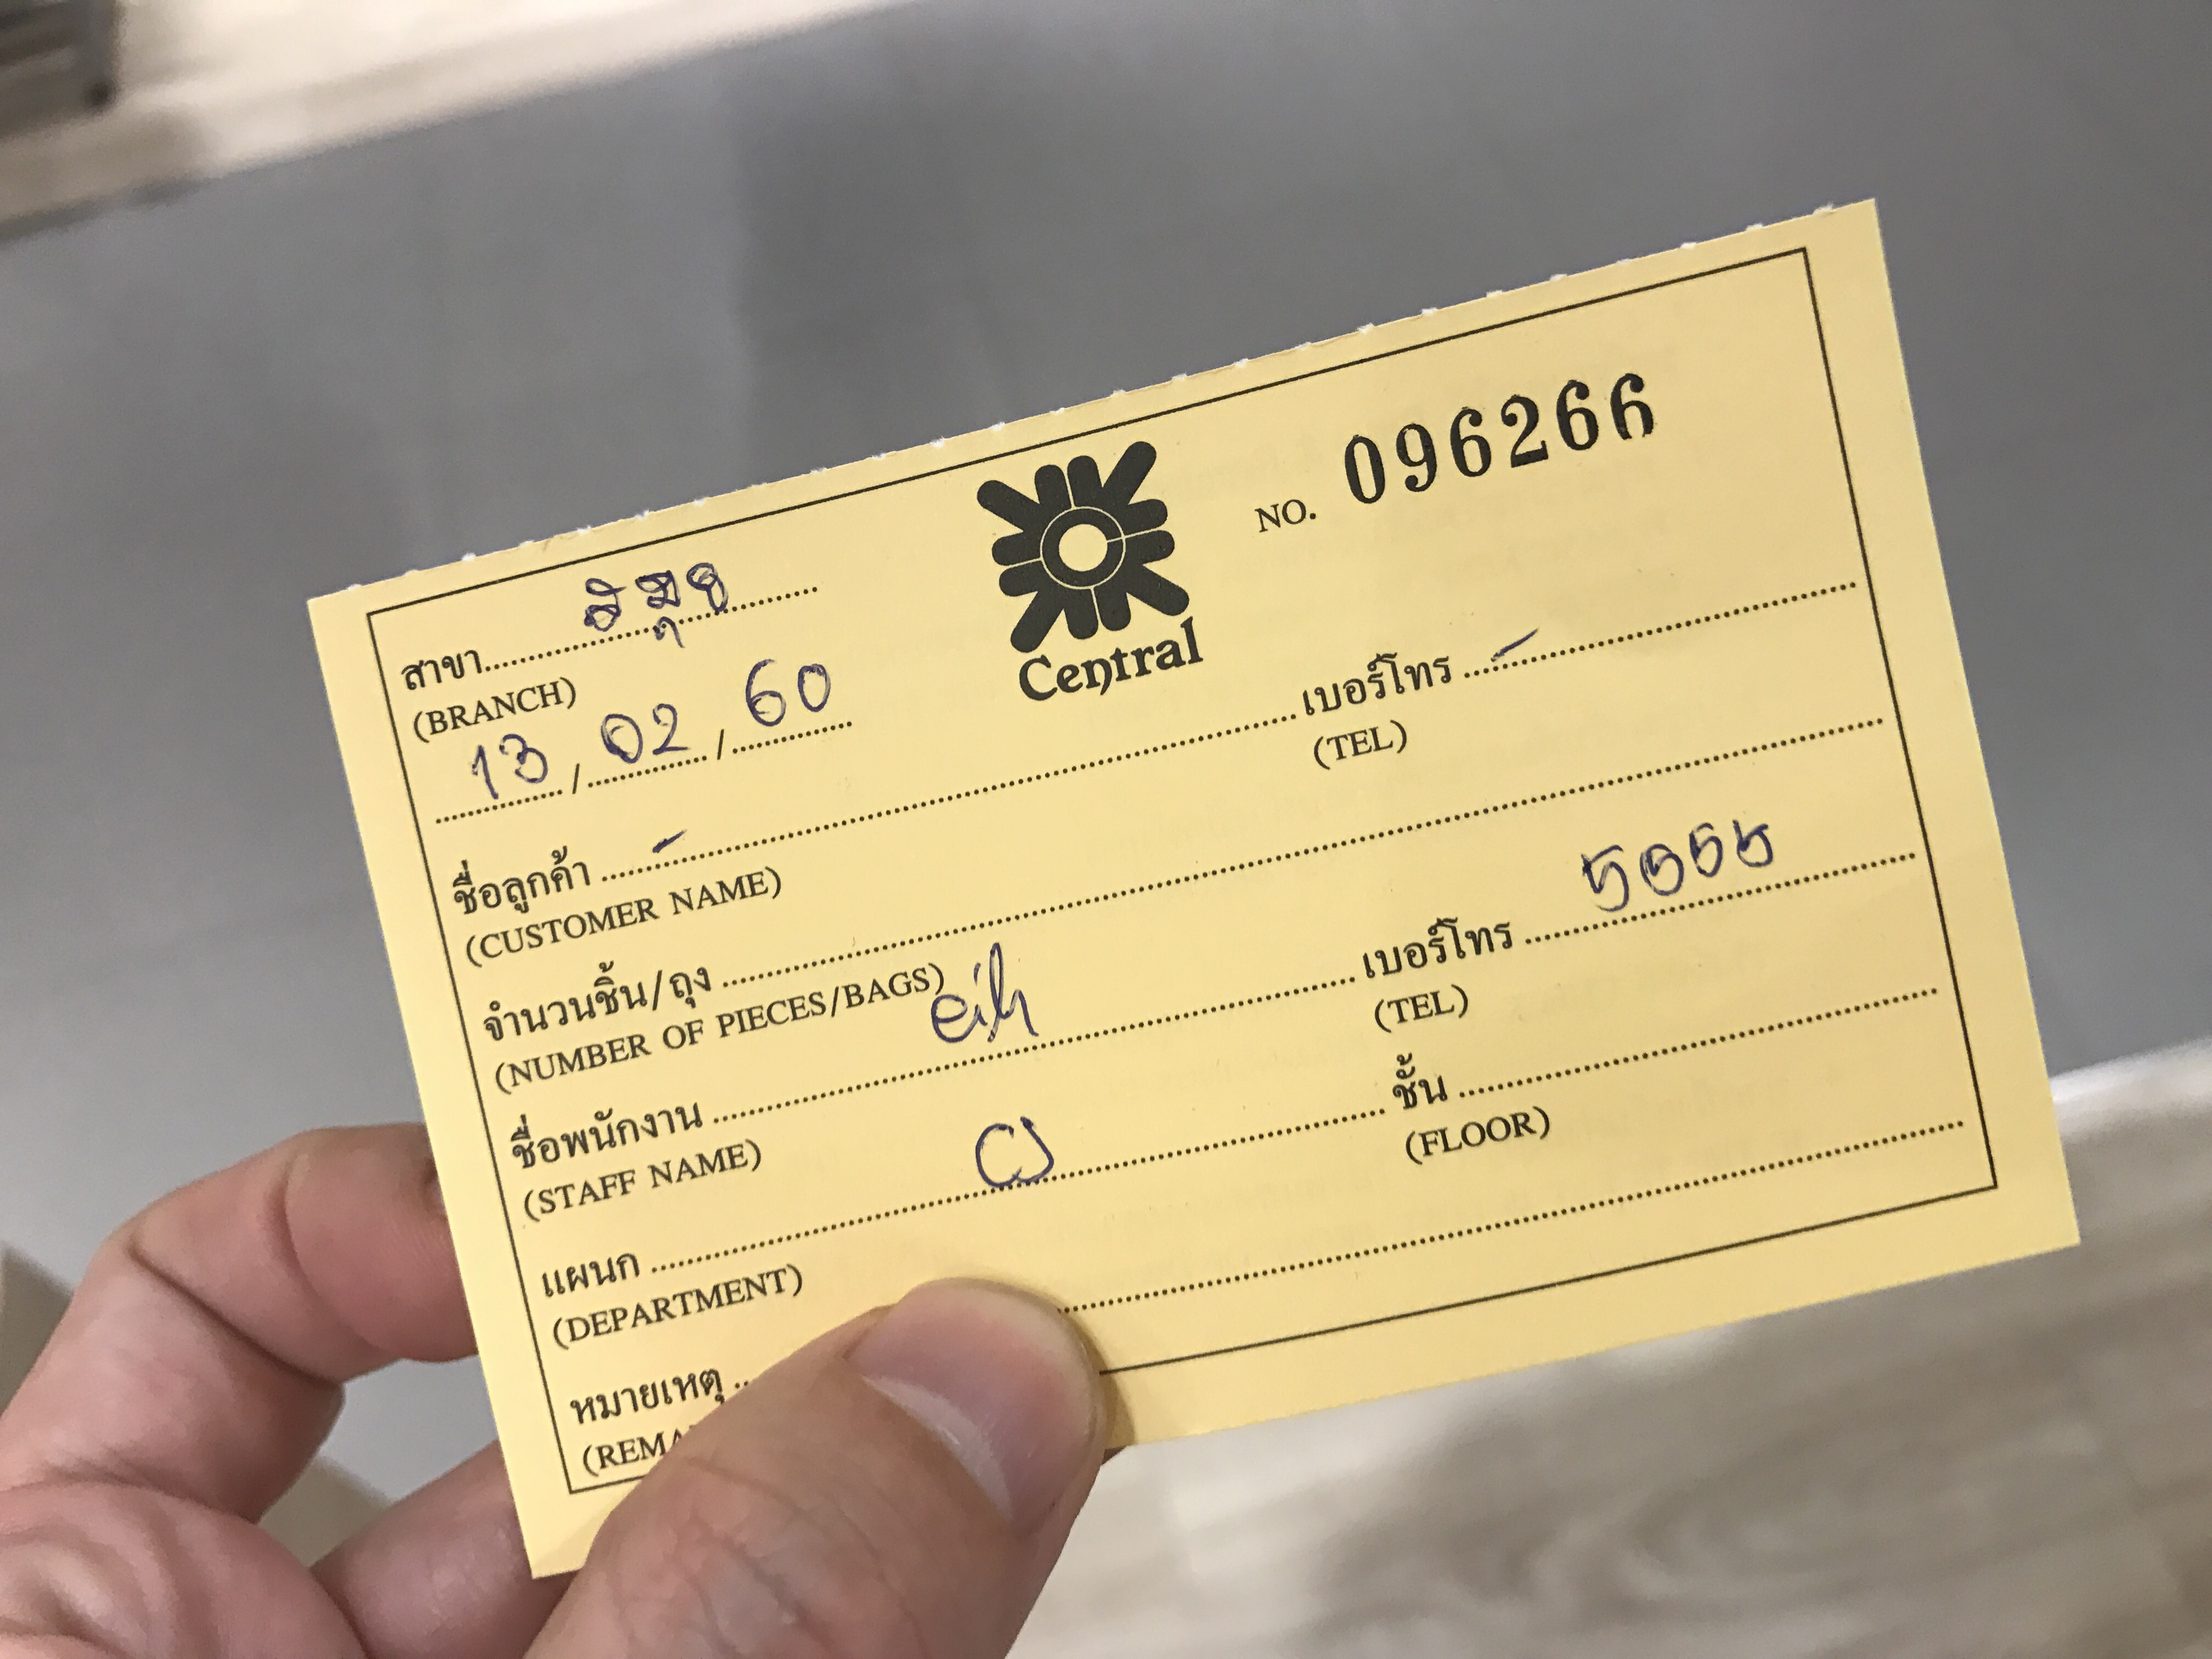 NO. 096266
Central
สาขา
(BRANCH)
13 / 02 / 60
ชื่อลูกค้า เบอร์โทร
(CUSTOMER NAME) (TEL)
จำนวนชิ้น/ถุง
(NUMBER OF PIECES/BAGS)
ชื่อพนักงาน เบอร์โทร
(STAFF NAME) (TEL)
แผนก ชั้น
(DEPARTMENT) (FLOOR)
หมายเหตุ